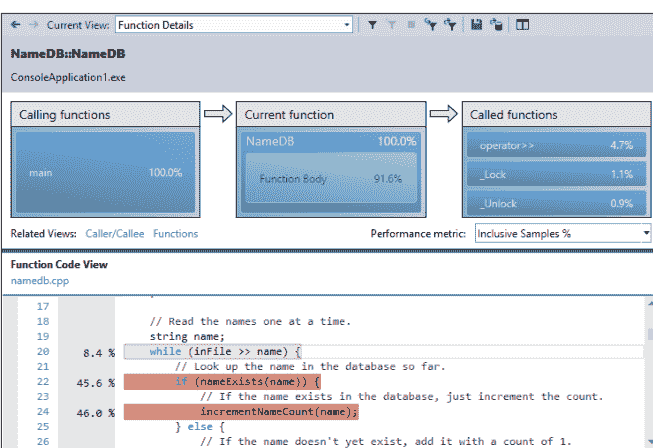 Current View: Function Details
NameDB::NameDB
ConsoleApplication1.exe
Calling functions
main 100.0%
Current function
NameDB 100.0%
Function Body 91.6%
Called functions
operator>> 4.7%
_Lock 1.1%
_Unlock 0.9%
Related Views: Caller/Callee Functions Performance metric: Inclusive Samples %
Function Code View
namedb.cpp
17
18 // Read the names one at a time.
19 string name;
20 8.4 % while (inFile >> name) {
21 // Look up the name in the database so far.
22 45.6 % if (nameExists(name)) {
23 // If the name exists in the database, just increment the count.
24 46.0 % incrementNameCount(name);
25 } else {
26 // If the name doesn't yet exist, add it with a count of 1.